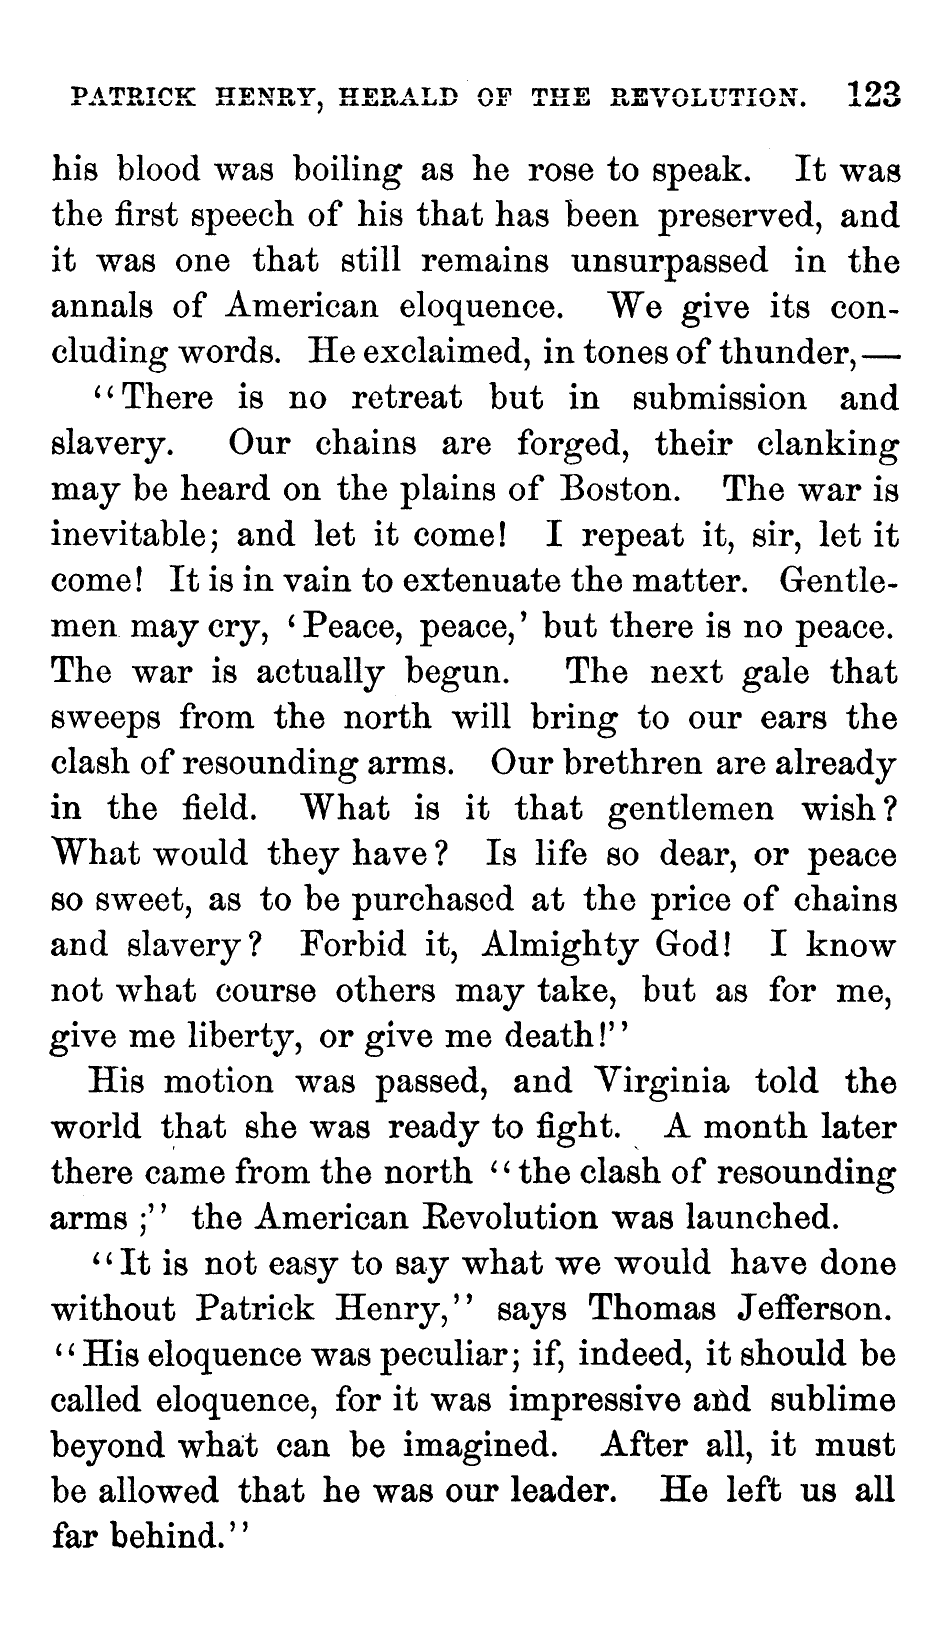 PATRICK HENRY, HERALD OF THE REVOLUTION. 123
his blood was boiling as he rose to speak. It was
the first speech of his that has been preserved, and
it was one that still remains unsurpassed in the
annals of American eloquence. We give its con-
cluding words. He exclaimed, in tones of thunder,—
“There is no retreat but in submission and
slavery. Our chains are forged, their clanking
may be heard on the plains of Boston. The war is
inevitable; and let it come! I repeat it, sir, let it
come! It is in vain to extenuate the matter. Gentle-
men may cry, ‘Peace, peace,’ but there is no peace.
The war is actually begun. The next gale that
sweeps from the north will bring to our ears the
clash of resounding arms. Our brethren are already
in the field. What is it that gentlemen wish?
What would they have? Is life so dear, or peace
so sweet, as to be purchased at the price of chains
and slavery? Forbid it, Almighty God! I know
not what course others may take, but as for me,
give me liberty, or give me death!”
His motion was passed, and Virginia told the
world that she was ready to fight. A month later
there came from the north “the clash of resounding
arms;” the American Revolution was launched.
“It is not easy to say what we would have done
without Patrick Henry,” says Thomas Jefferson.
“His eloquence was peculiar; if, indeed, it should be
called eloquence, for it was impressive and sublime
beyond what can be imagined. After all, it must
be allowed that he was our leader. He left us all
far behind.”